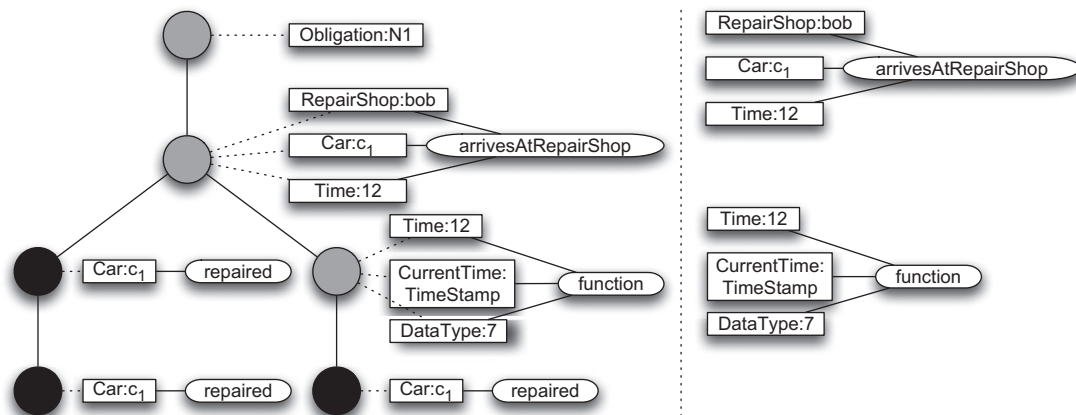 Obligation:N1
RepairShop:bob
Car:c₁
arrivesAtRepairShop
Time:12
Time:12
CurrentTime:
TimeStamp
function
DataType:7
Car:c₁
repaired
Car:c₁
repaired
Car:c₁
repaired
RepairShop:bob
Car:c₁
arrivesAtRepairShop
Time:12
Time:12
CurrentTime:
TimeStamp
function
DataType:7